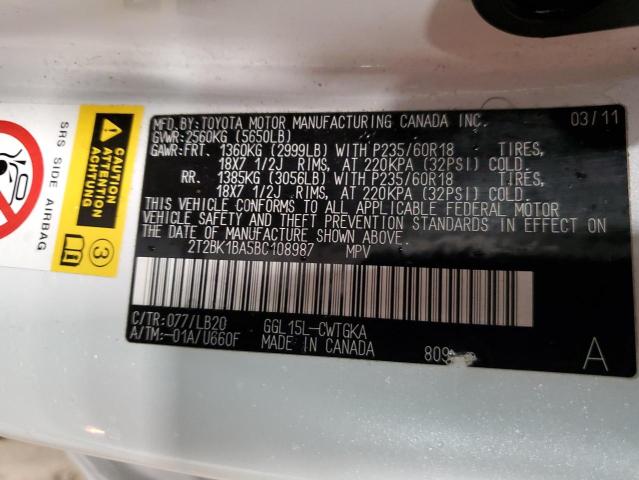 MFD.BY:TOYOTA MOTOR MANUFACTURING CANADA INC. 03/11
GVWR:2560KG (5650LB)
GAWR:FRT. 1360KG (2999LB) WITH P235/60R18 TIRES,
18X7 1/2J RIMS, AT 220KPA (32PSI) COLD.
RR. 1385KG (3056LB) WITH P235/60R18 TIRES,
18X7 1/2J RIMS, AT 220KPA (32PSI) COLD.
THIS VEHICLE CONFORMS TO ALL APPLICABLE FEDERAL MOTOR
VEHICLE SAFETY AND THEFT PREVENTION STANDARDS IN EFFECT ON
THE DATE OF MANUFACTURE SHOWN ABOVE.
2T2BK1BA5BC108987 MPV
C/TR:077/LB20 GGL15L-CWTGKA
A/TM:-01A/U660F MADE IN CANADA A
SRS SIDE AIRBAG
CAUTION
ATTENTION
ACHTUNG
3